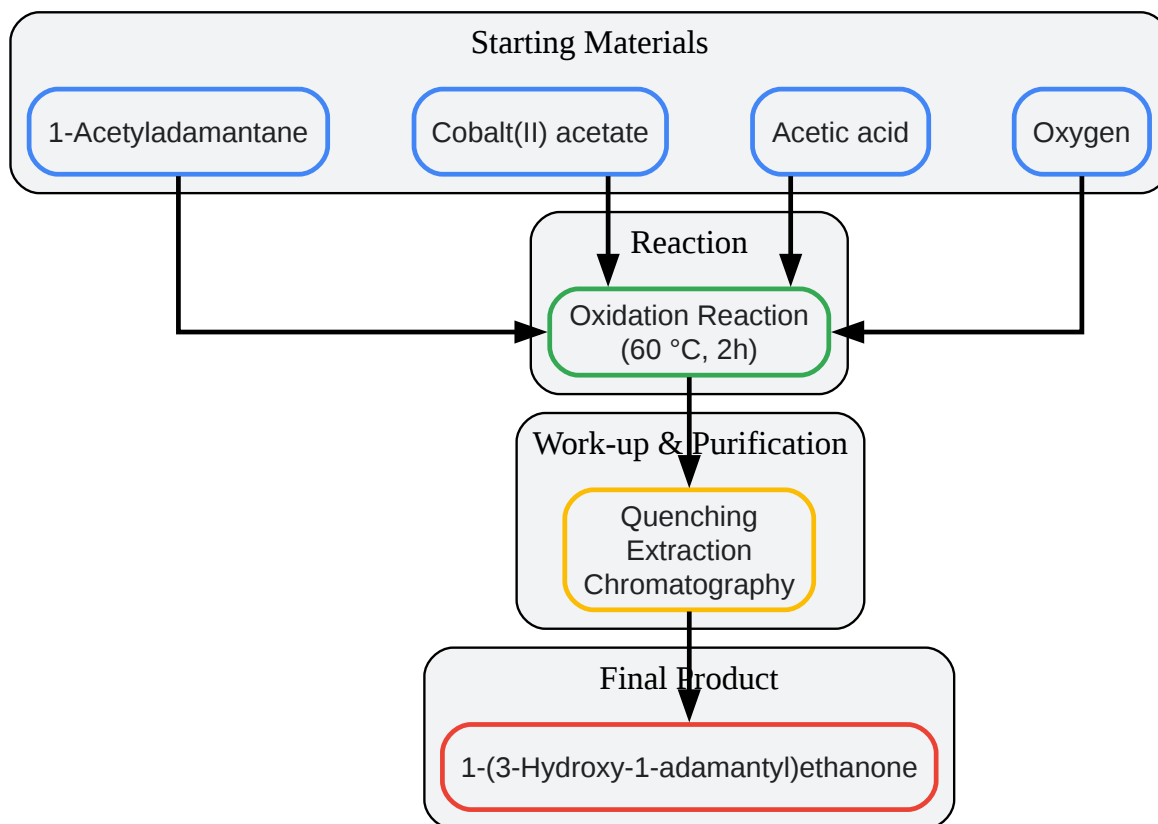 Starting Materials
1-Acetyladamantane
Cobalt(II) acetate
Acetic acid
Oxygen
Reaction
Oxidation Reaction
(60 °C, 2h)
Work-up & Purification
Quenching
Extraction
Chromatography
Final Product
1-(3-Hydroxy-1-adamantyl)ethanone